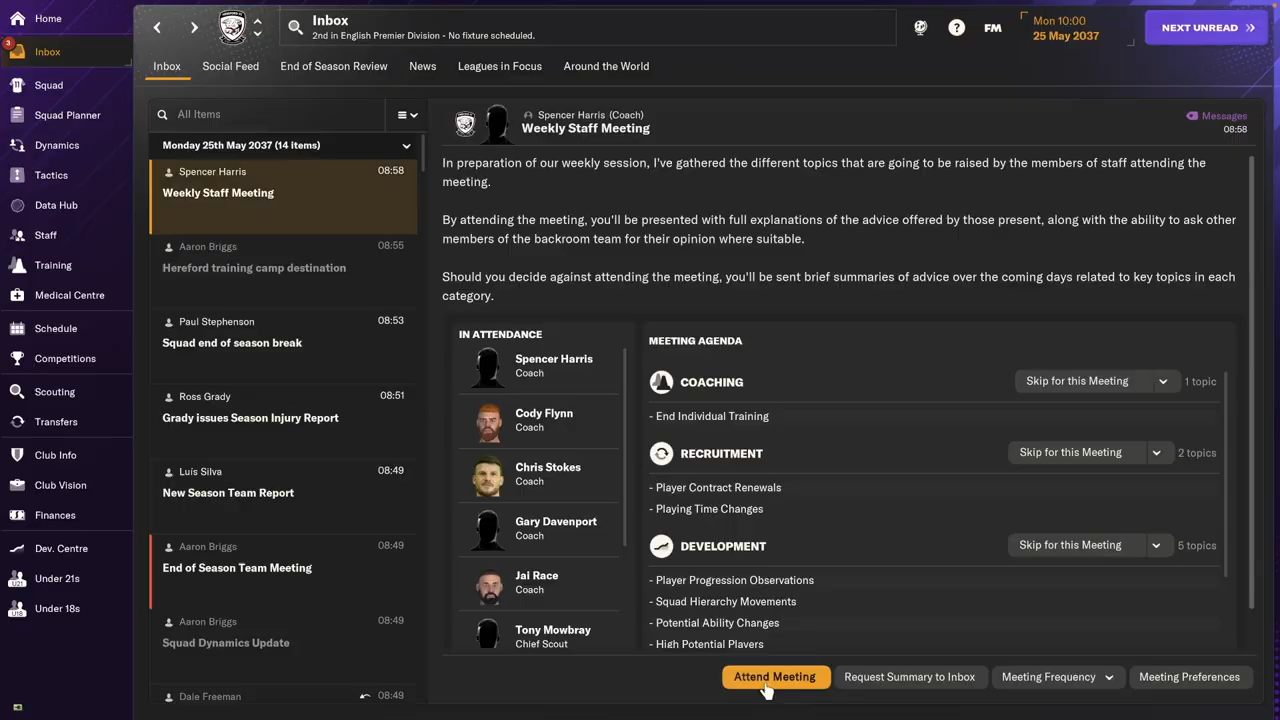 Home
3
Inbox
Squad
Squad Planner
Dynamics
Tactics
Data Hub
Staff
Training
Medical Centre
Schedule
Competitions
Scouting
Transfers
Club Info
Club Vision
Finances
Dev. Centre
Under 21s
U21
Under 18s
U18
Inbox
2nd in English Premier Division - No fixture scheduled.
?
FM
Mon 10:00
25 May 2037
NEXT UNREAD
Inbox
Social Feed
End of Season Review
News
Leagues in Focus
Around the World
All Items
Monday 25th May 2037 (14 items)
Spencer Harris 08:58
Weekly Staff Meeting
Aaron Briggs 08:55
Hereford training camp destination
Paul Stephenson 08:53
Squad end of season break
Ross Grady 08:51
Grady issues Season Injury Report
Luís Silva 08:49
New Season Team Report
Aaron Briggs 08:49
End of Season Team Meeting
Aaron Briggs 08:49
Squad Dynamics Update
Dale Freeman 08:49
Spencer Harris (Coach)
Weekly Staff Meeting
Messages
08:58
In preparation of our weekly session, I've gathered the different topics that are going to be raised by the members of staff attending the
meeting.
By attending the meeting, you'll be presented with full explanations of the advice offered by those present, along with the ability to ask other
members of the backroom team for their opinion where suitable.
Should you decide against attending the meeting, you'll be sent brief summaries of advice over the coming days related to key topics in each
category.
IN ATTENDANCE
Spencer Harris
Coach
Cody Flynn
Coach
Chris Stokes
Coach
Gary Davenport
Coach
Jai Race
Coach
Tony Mowbray
Chief Scout
MEETING AGENDA
COACHING Skip for this Meeting 1 topic
- End Individual Training
RECRUITMENT Skip for this Meeting 2 topics
- Player Contract Renewals
- Playing Time Changes
DEVELOPMENT Skip for this Meeting 5 topics
- Player Progression Observations
- Squad Hierarchy Movements
- Potential Ability Changes
- High Potential Players
Attend Meeting
Request Summary to Inbox
Meeting Frequency
Meeting Preferences